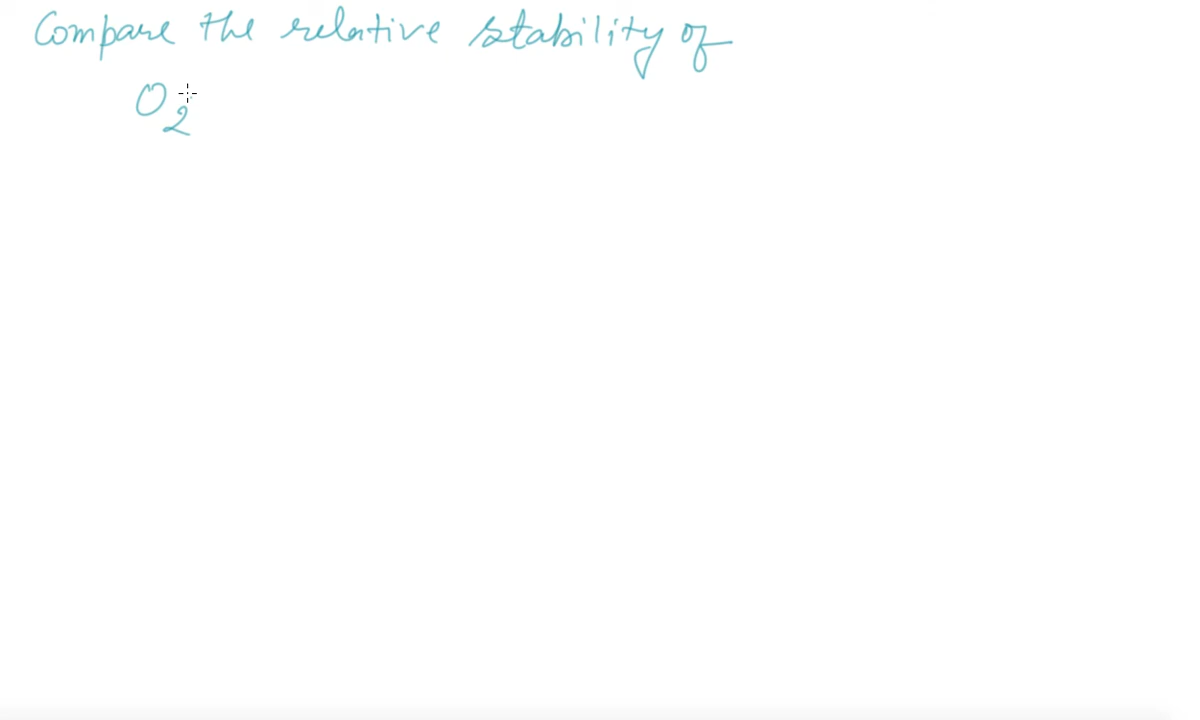 Compare the relative stability of
O₂